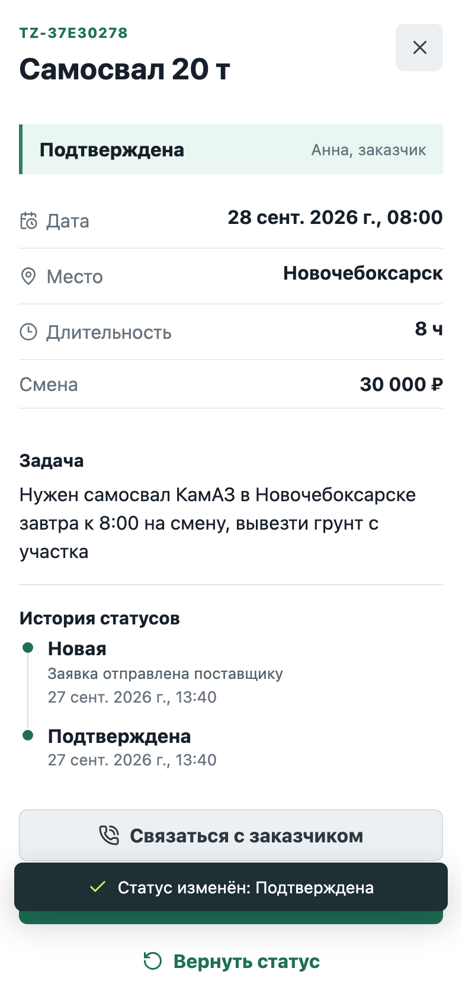 TZ-37E30278
Самосвал 20 т
Подтверждена
Анна, заказчик
Дата
28 сент. 2026 г., 08:00
Место
Новочебоксарск
Длительность
8 ч
Смена
30 000 ₽
Задача
Нужен самосвал КамАЗ в Новочебоксарске
завтра к 8:00 на смену, вывезти грунт с
участка
История статусов
Новая
Заявка отправлена поставщику
27 сент. 2026 г., 13:40
Подтверждена
27 сент. 2026 г., 13:40
Связаться с заказчиком
Статус изменён: Подтверждена
Вернуть статус